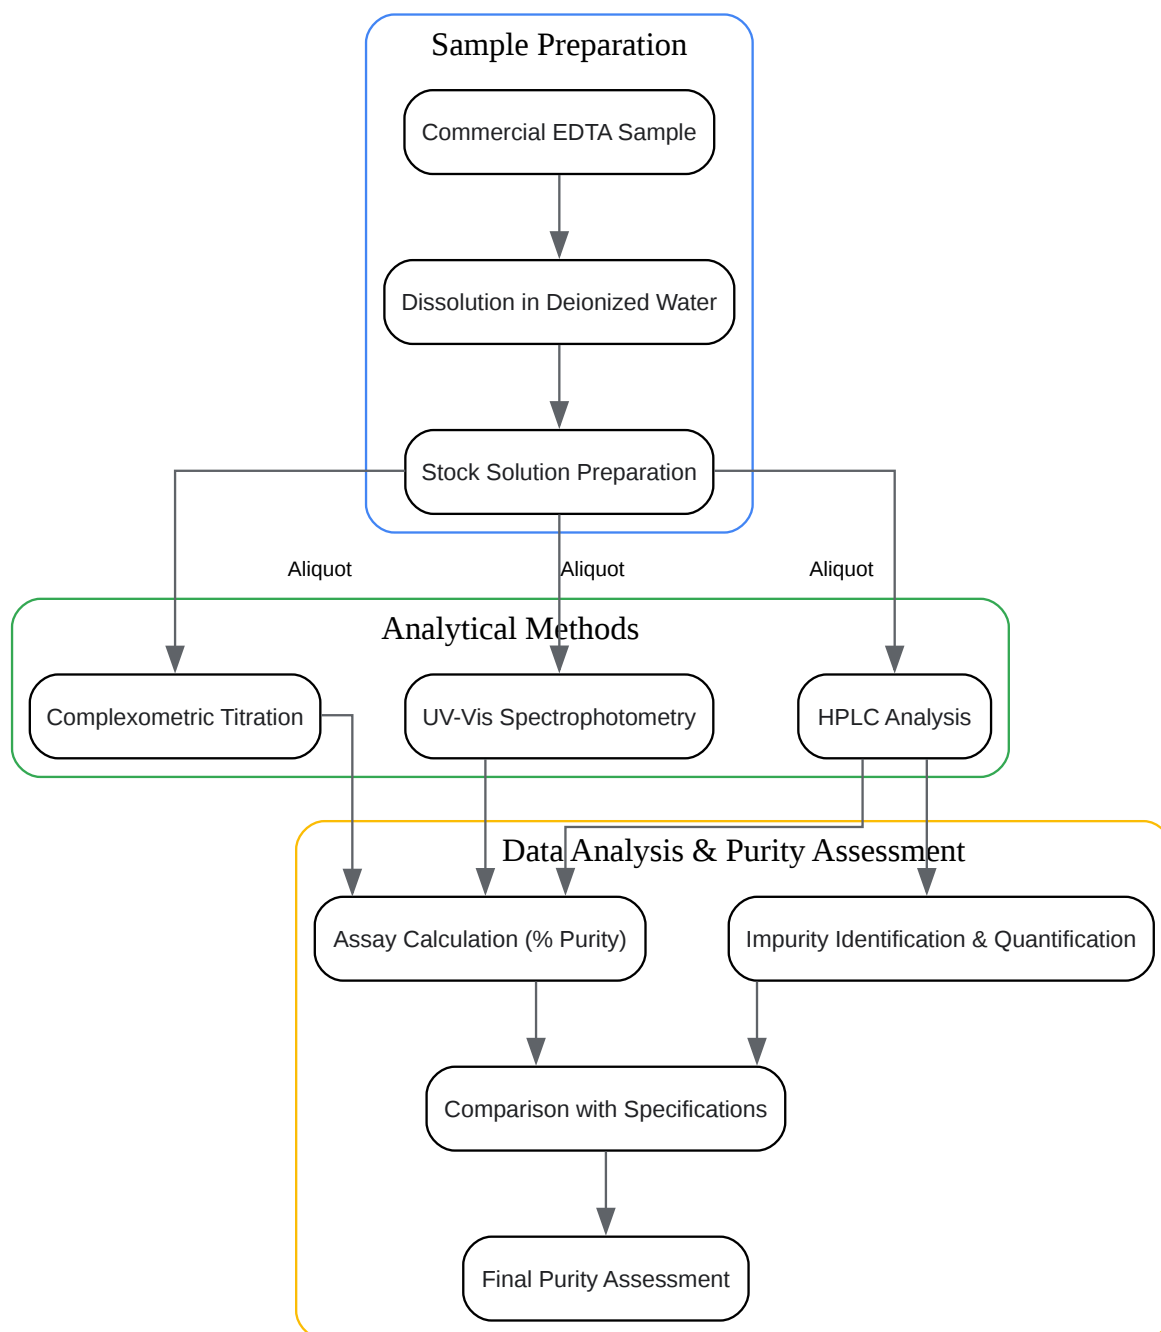 Sample Preparation
Commercial EDTA Sample
Dissolution in Deionized Water
Stock Solution Preparation
Aliquot
Aliquot
Aliquot
Analytical Methods
Complexometric Titration
UV-Vis Spectrophotometry
HPLC Analysis
Data Analysis & Purity Assessment
Assay Calculation (% Purity)
Impurity Identification & Quantification
Comparison with Specifications
Final Purity Assessment